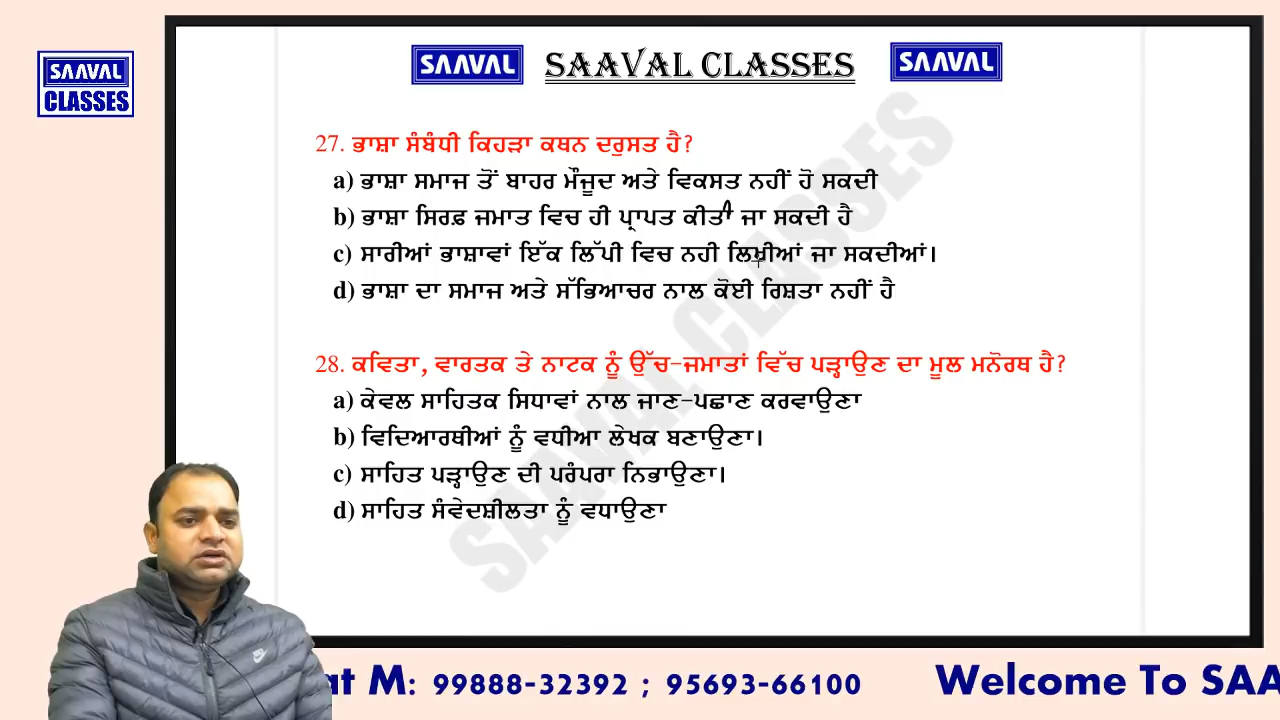 SAAVAL CLASSES
SAAVAL
SAAVAL CLASSES
SAAVAL
27. ਭਾਸ਼ਾ ਸੰਬੰਧੀ ਕਿਹੜਾ ਕਥਨ ਦਰੁਸਤ ਹੈ?
a) ਭਾਸ਼ਾ ਸਮਾਜ ਤੋਂ ਬਾਹਰ ਮੌਜੂਦ ਅਤੇ ਵਿਕਸਤ ਨਹੀਂ ਹੋ ਸਕਦੀ
b) ਭਾਸ਼ਾ ਸਿਰਫ਼ ਜਮਾਤ ਵਿਚ ਹੀ ਪ੍ਰਾਪਤ ਕੀਤੀ ਜਾ ਸਕਦੀ ਹੈ
c) ਸਾਰੀਆਂ ਭਾਸ਼ਾਵਾਂ ਇੱਕ ਲਿੱਪੀ ਵਿਚ ਨਹੀ ਲਿਖੀਆਂ ਜਾ ਸਕਦੀਆਂ।
d) ਭਾਸ਼ਾ ਦਾ ਸਮਾਜ ਅਤੇ ਸੱਭਿਆਚਰ ਨਾਲ ਕੋਈ ਰਿਸ਼ਤਾ ਨਹੀਂ ਹੈ
28. ਕਵਿਤਾ, ਵਾਰਤਕ ਤੇ ਨਾਟਕ ਨੂੰ ਉੱਚ-ਜਮਾਤਾਂ ਵਿੱਚ ਪੜ੍ਹਾਉਣ ਦਾ ਮੂਲ ਮਨੋਰਥ ਹੈ?
a) ਕੇਵਲ ਸਾਹਿਤਕ ਸਿਧਾਵਾਂ ਨਾਲ ਜਾਣ-ਪਛਾਣ ਕਰਵਾਉਣਾ
b) ਵਿਦਿਆਰਥੀਆਂ ਨੂੰ ਵਧੀਆ ਲੇਖਕ ਬਣਾਉਣਾ।
c) ਸਾਹਿਤ ਪੜ੍ਹਾਉਣ ਦੀ ਪਰੰਪਰਾ ਨਿਭਾਉਣਾ।
d) ਸਾਹਿਤ ਸੰਵੇਦਸ਼ੀਲਤਾ ਨੂੰ ਵਧਾਉਣਾ
SAAVAL CLASSES
at M: 99888-32392 ; 95693-66100 Welcome To SAA